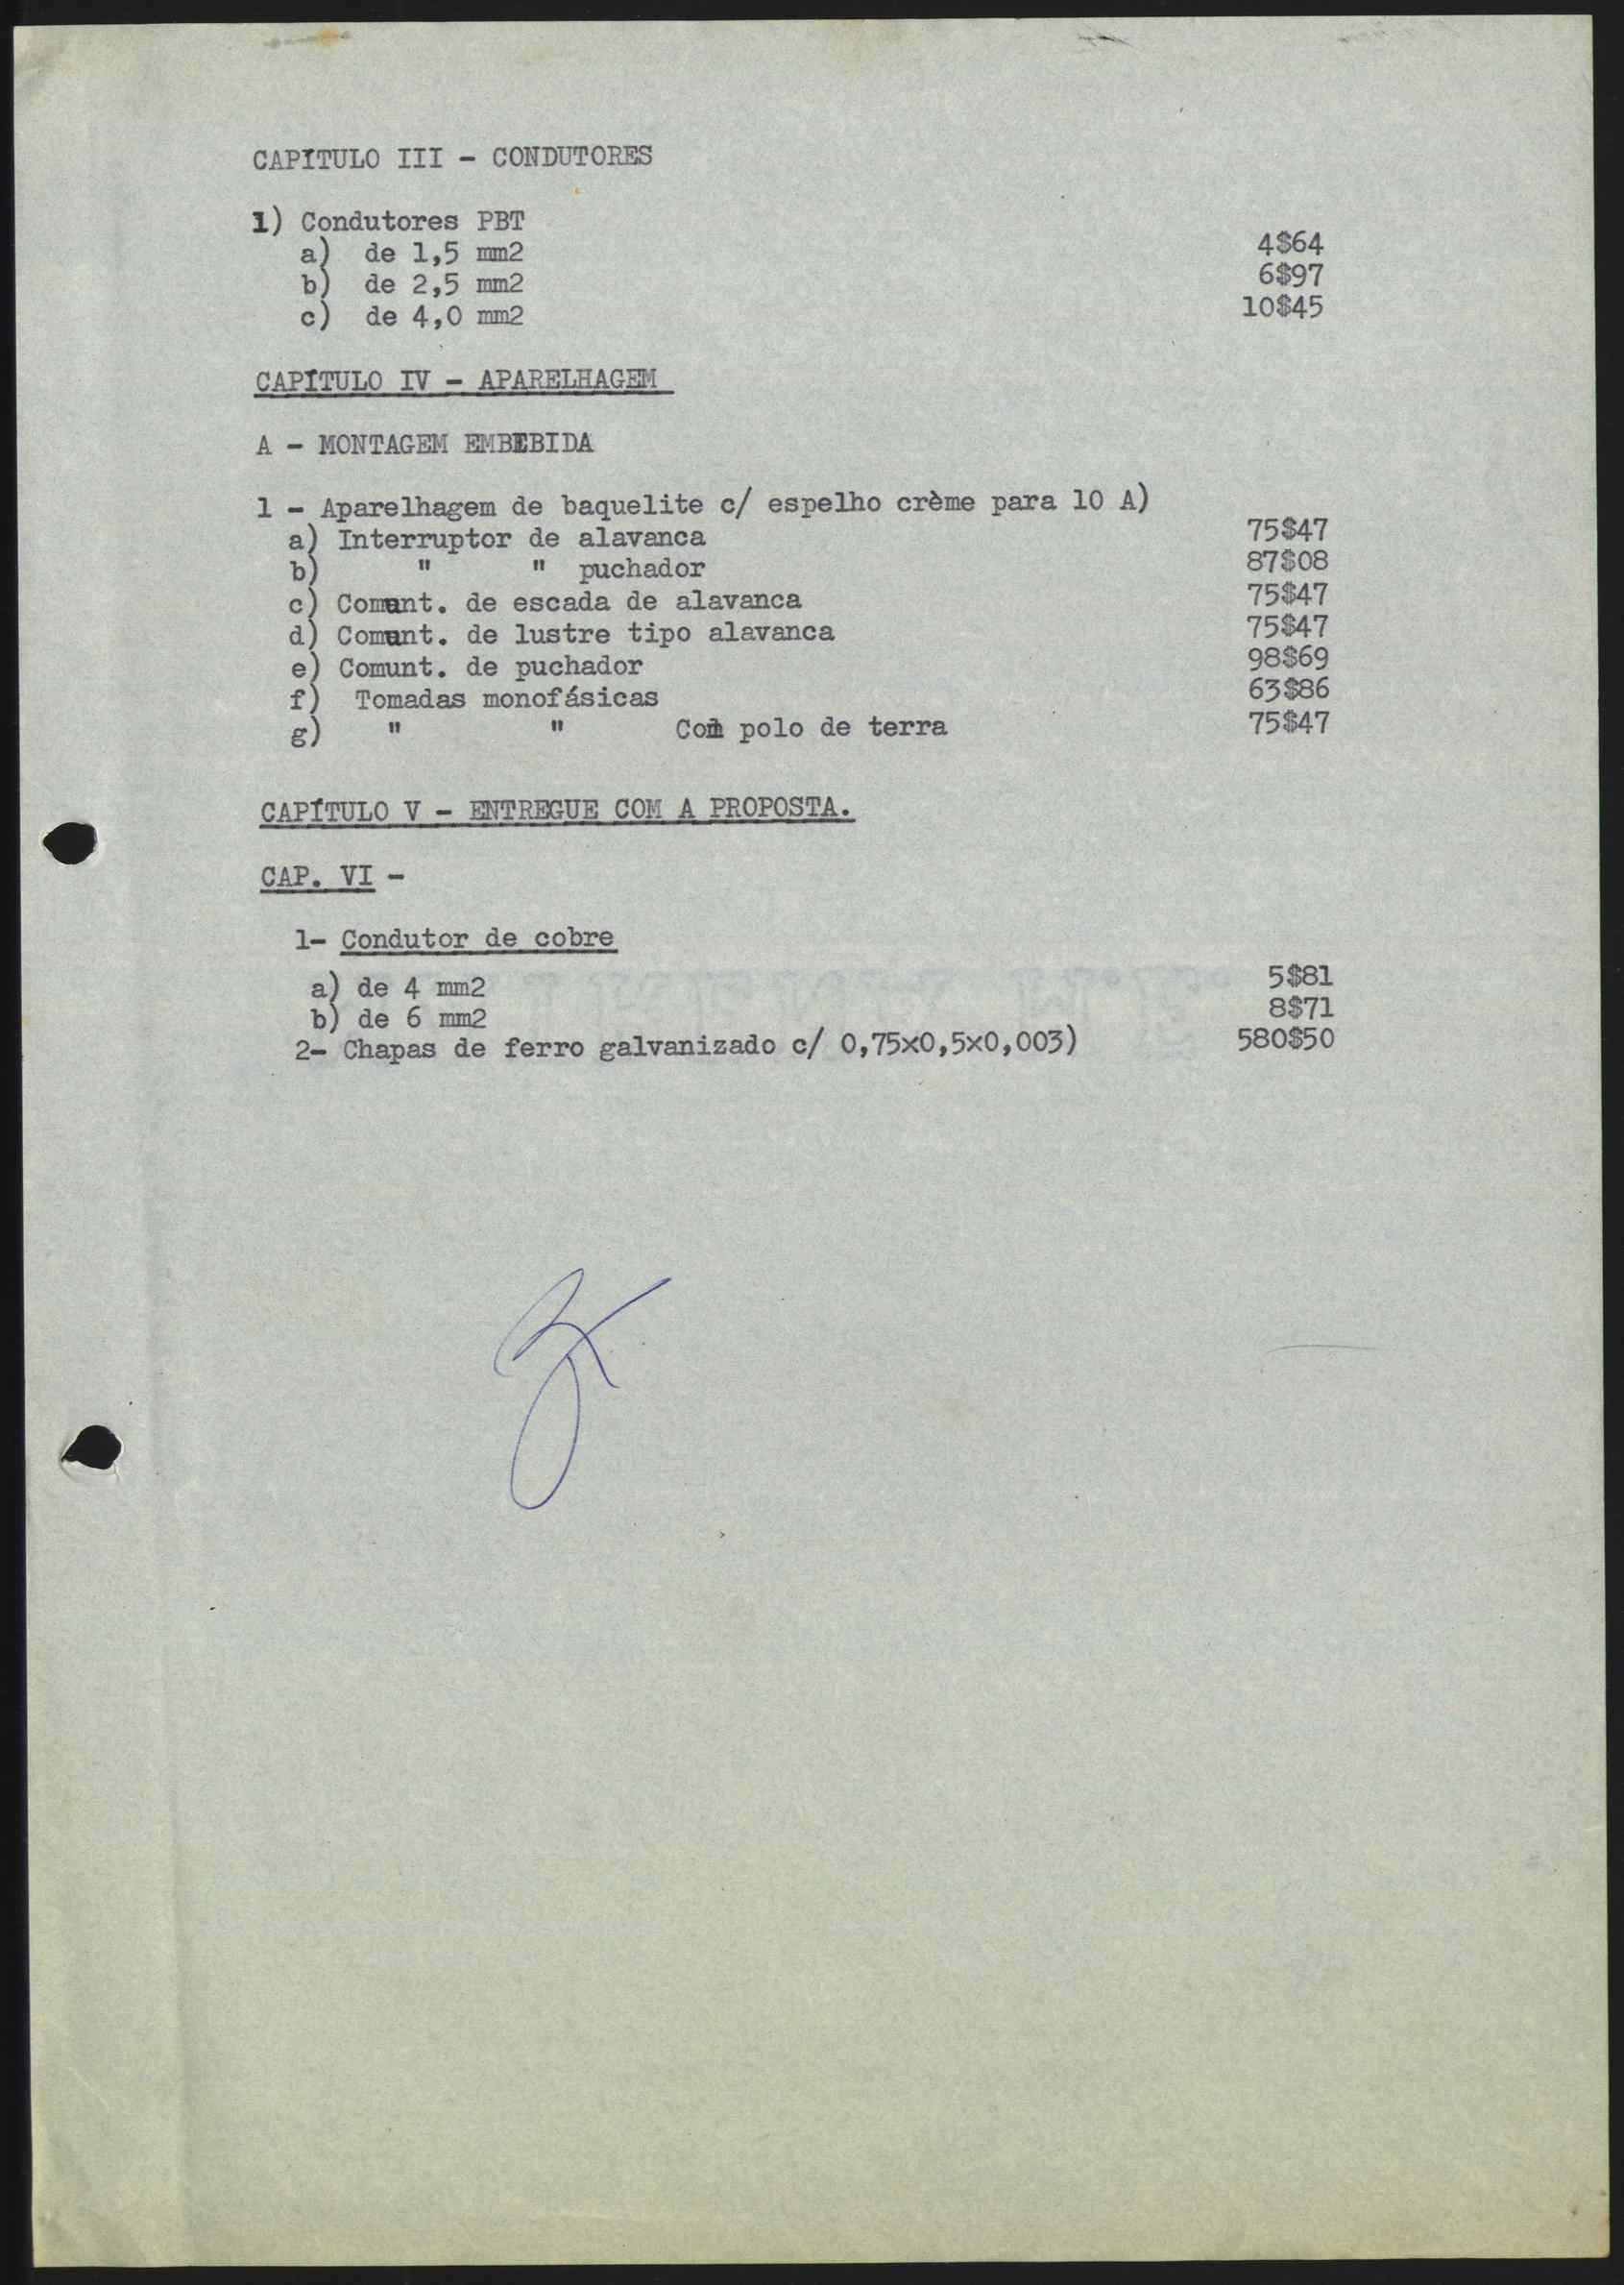 CAPÍTULO III - CONDUTORES
1) Condutores PBT
a) de 1,5 mm2 4$64
b) de 2,5 mm2 6$97
c) de 4,0 mm2 10$45
CAPÍTULO IV - APARELHAGEM
A - MONTAGEM EMBEBIDA
1 - Aparelhagem de baquelite c/ espelho crème para 10 A)
a) Interruptor de alavanca 75$47
b) " " puchador 87$08
c) Comunt. de escada de alavanca 75$47
d) Comunt. de lustre tipo alavanca 75$47
e) Comunt. de puchador 98$69
f) Tomadas monofásicas 63$86
g) " " Com polo de terra 75$47
CAPÍTULO V - ENTREGUE COM A PROPOSTA.
CAP. VI -
1- Condutor de cobre
a) de 4 mm2 5$81
b) de 6 mm2 8$71
2- Chapas de ferro galvanizado c/ 0,75x0,5x0,003) 580$50